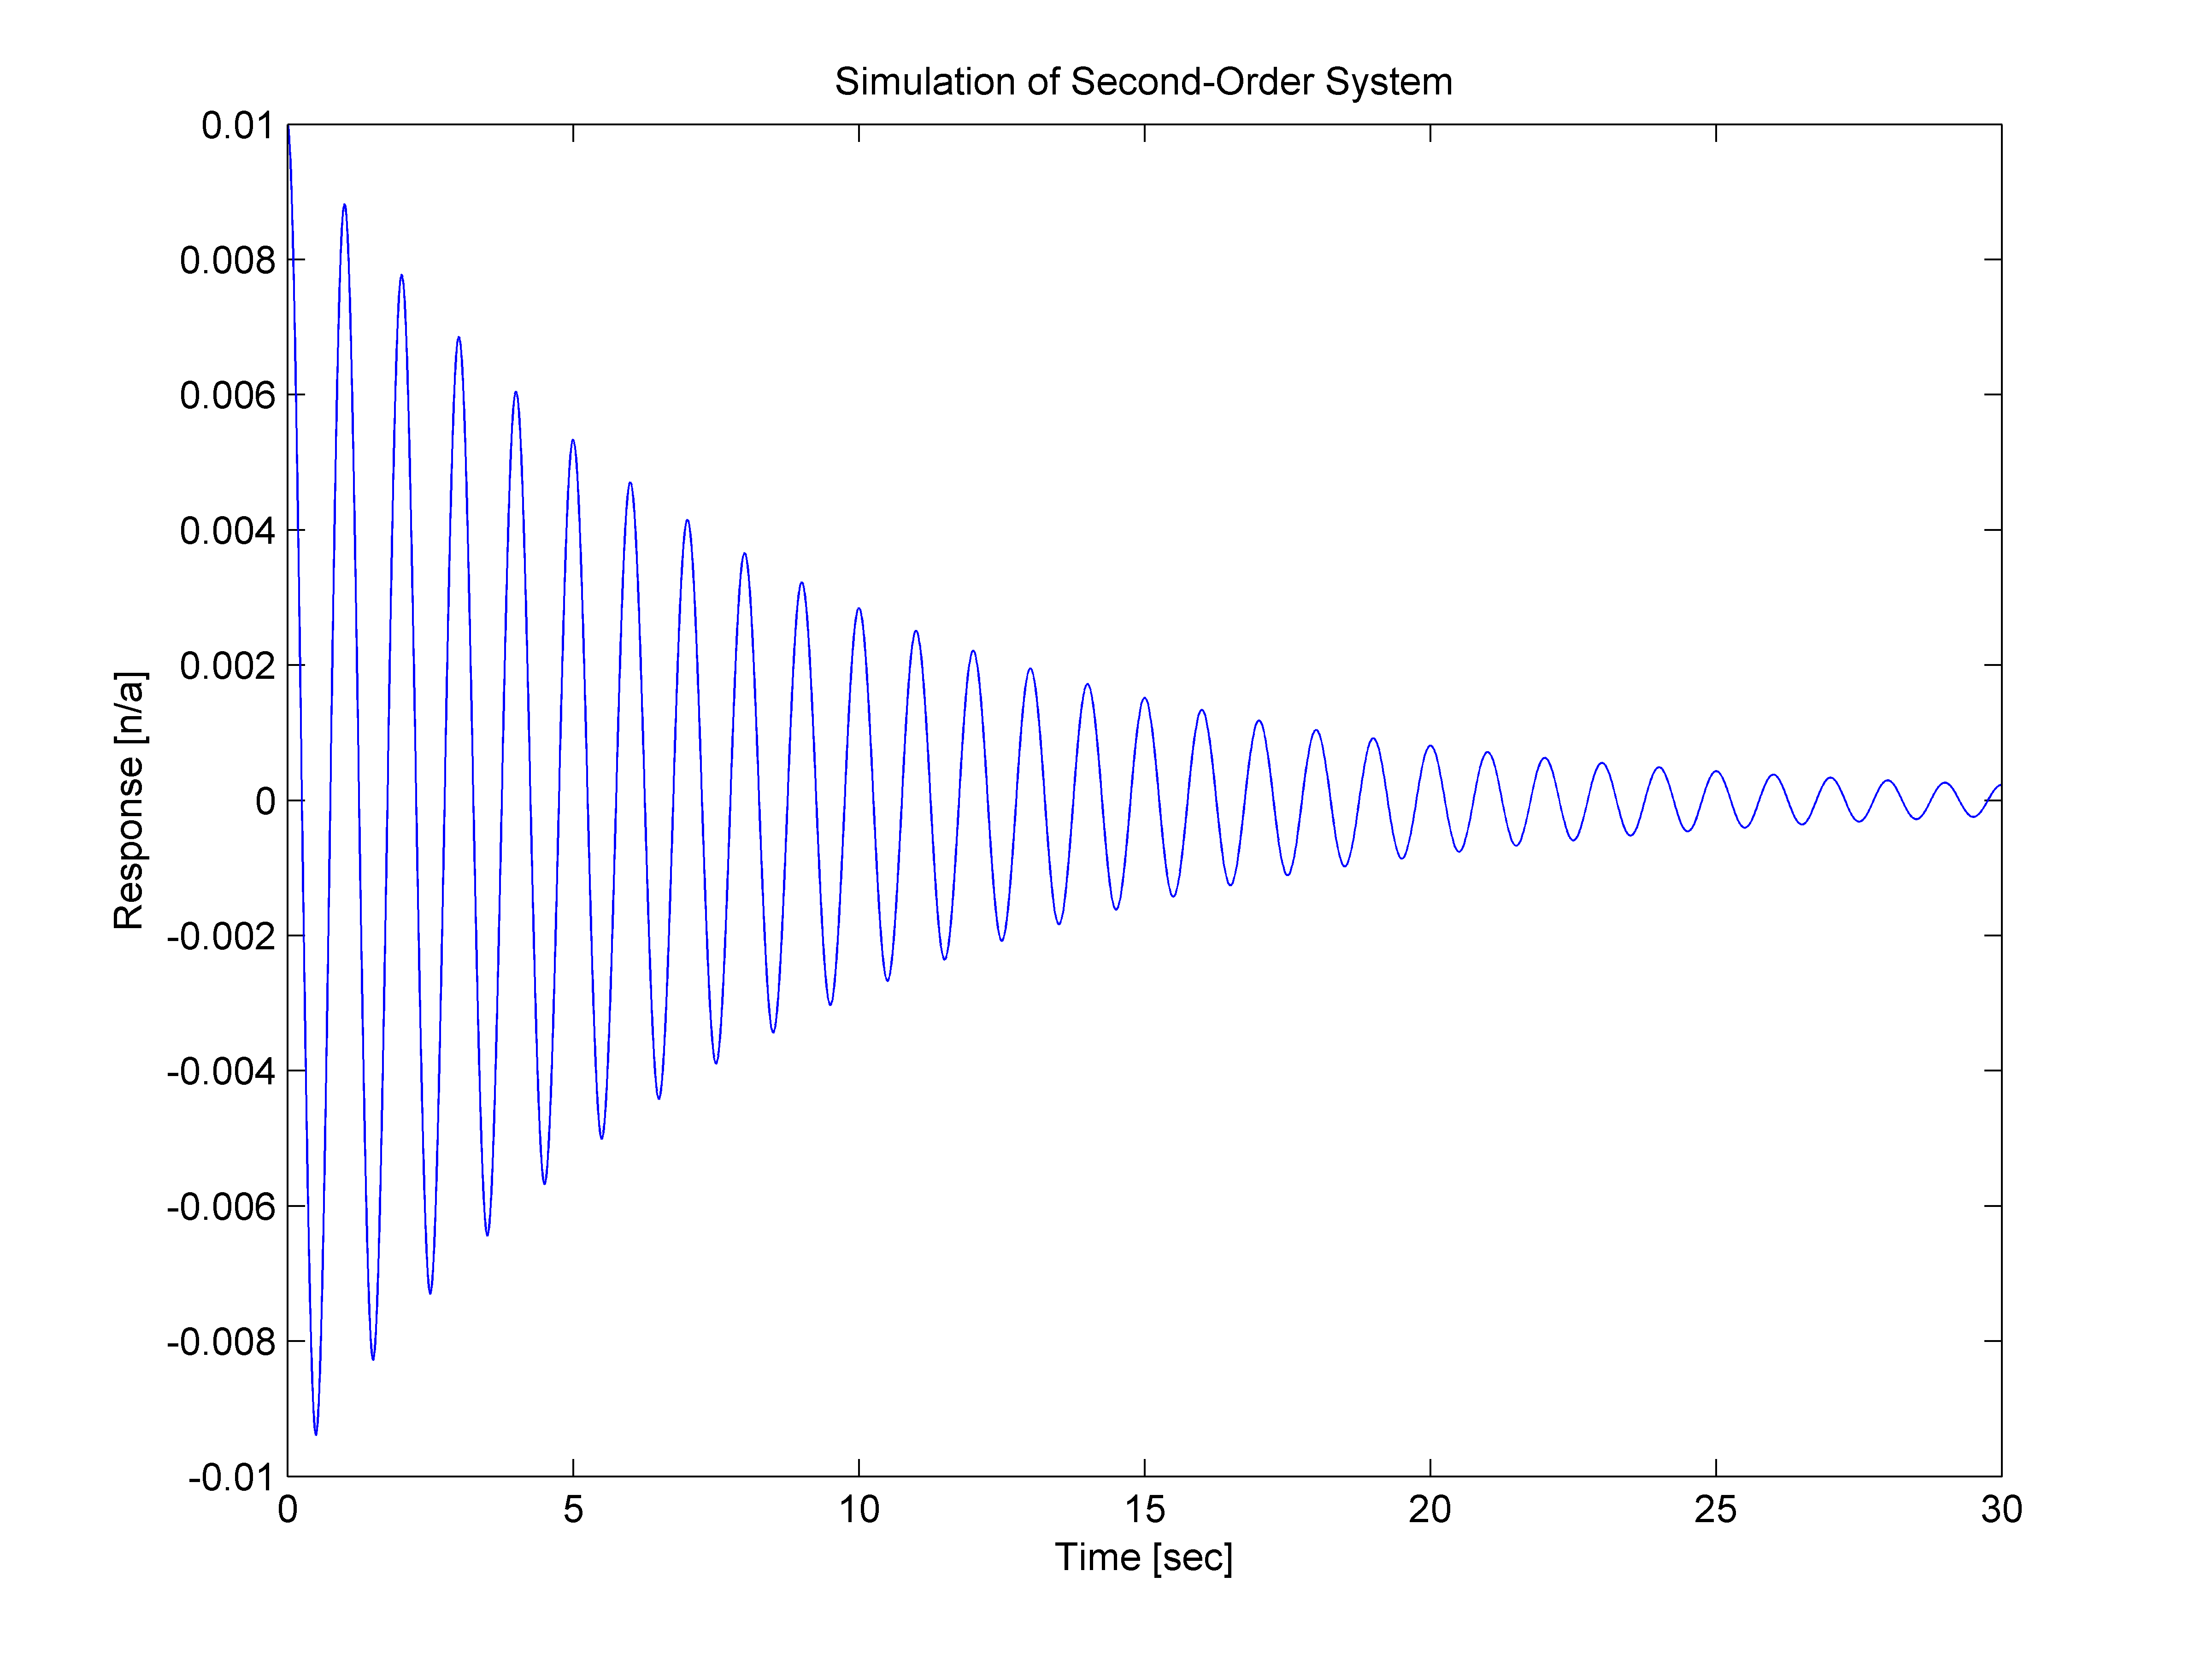 Simulation of Second-Order System
0.01
0.008
0.006
0.004
0.002
0
-0.002
-0.004
-0.006
-0.008
-0.01
Response [n/a]
0 5 10 15 20 25 30
Time [sec]